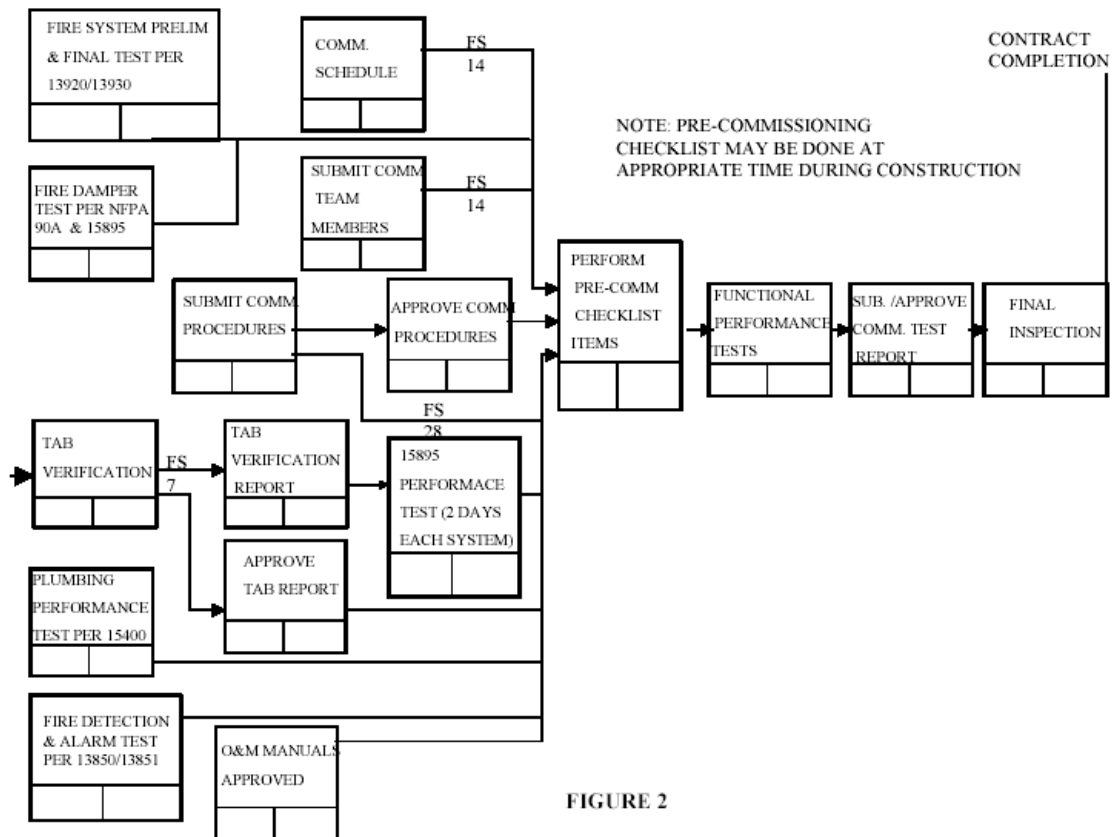 FIRE SYSTEM PRELIM
& FINAL TEST PER
13920/13930
COMM.
SCHEDULE
FS
14
CONTRACT
COMPLETION
NOTE: PRE-COMMISSIONING
CHECKLIST MAY BE DONE AT
APPROPRIATE TIME DURING CONSTRUCTION
FIRE DAMPER
TEST PER NFPA
90A & 15895
SUBMIT COMM
TEAM
MEMBERS
FS
14
SUBMIT COMM
PROCEDURES
APPROVE COMM
PROCEDURES
PERFORM
PRE-COMM
CHECKLIST
ITEMS
FUNCTIONAL
PERFORMANCE
TESTS
SUB. /APPROVE
COMM. TEST
REPORT
FINAL
INSPECTION
FS
28
TAB
VERIFICATION
FS
7
TAB
VERIFICATION
REPORT
15895
PERFORMACE
TEST (2 DAYS
EACH SYSTEM)
APPROVE
TAB REPORT
PLUMBING
PERFORMANCE
TEST PER 15400
FIRE DETECTION
& ALARM TEST
PER 13850/13851
O&M MANUALS
APPROVED
FIGURE 2